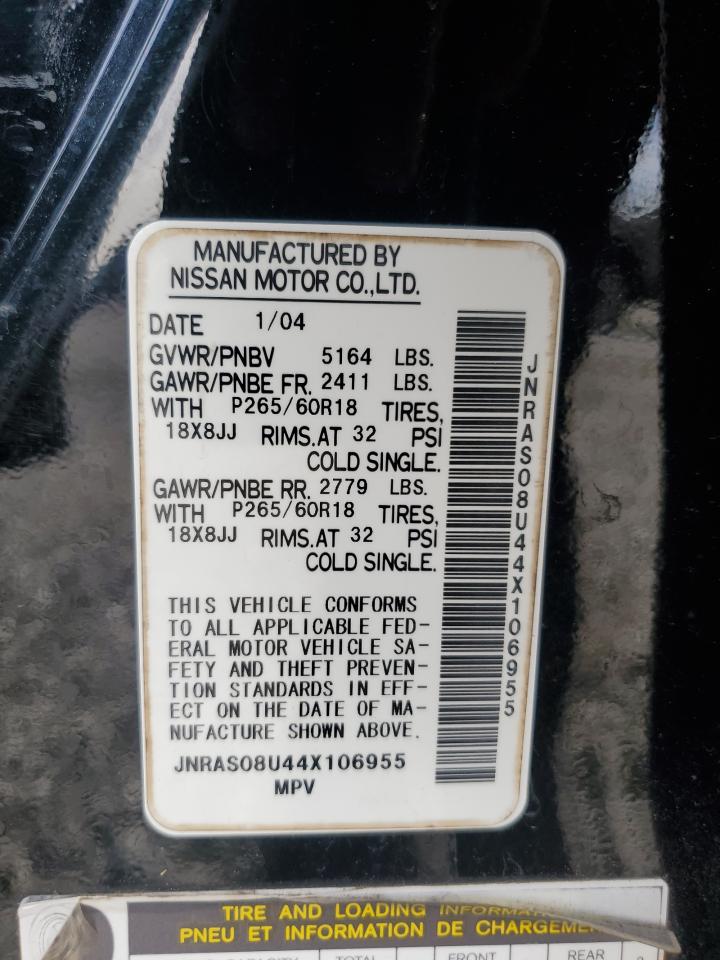 MANUFACTURED BY
NISSAN MOTOR CO.,LTD.
DATE 1/04
GVWR/PNBV 5164 LBS.
GAWR/PNBE FR. 2411 LBS.
WITH P265/60R18 TIRES,
18X8JJ RIMS.AT 32 PSI
COLD SINGLE.
GAWR/PNBE RR. 2779 LBS.
WITH P265/60R18 TIRES,
18X8JJ RIMS.AT 32 PSI
COLD SINGLE.
THIS VEHICLE CONFORMS
TO ALL APPLICABLE FED-
ERAL MOTOR VEHICLE SA-
FETY AND THEFT PREVEN-
TION STANDARDS IN EFF-
ECT ON THE DATE OF MA-
NUFACTURE SHOWN ABOVE.
JNRAS08U44X106955
MPV
JNRAS08U44X106955
TIRE AND LOADING INFORMATION
PNEU ET INFORMATION DE CHARGEMEN
TOTAL FRONT REAR